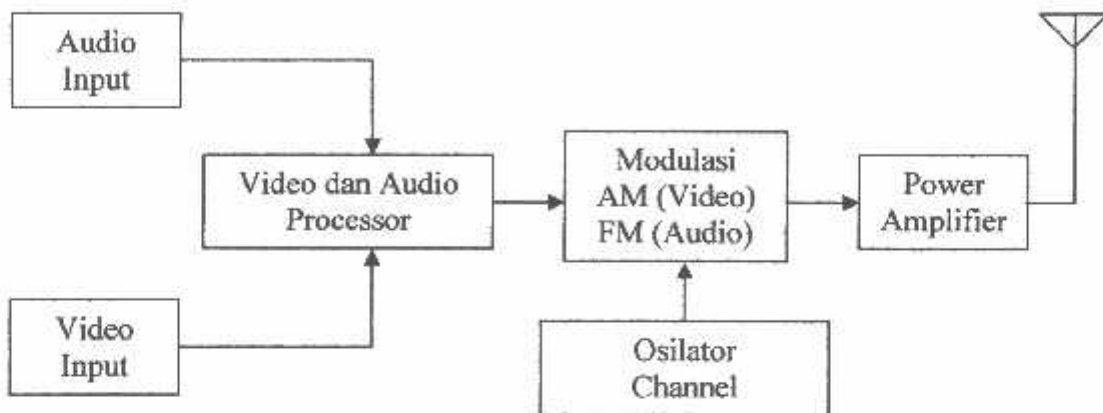 Audio
Input
Video dan Audio
Processor
Modulasi
AM (Video)
FM (Audio)
Power
Amplifier
Video
Input
Osilator
Channel